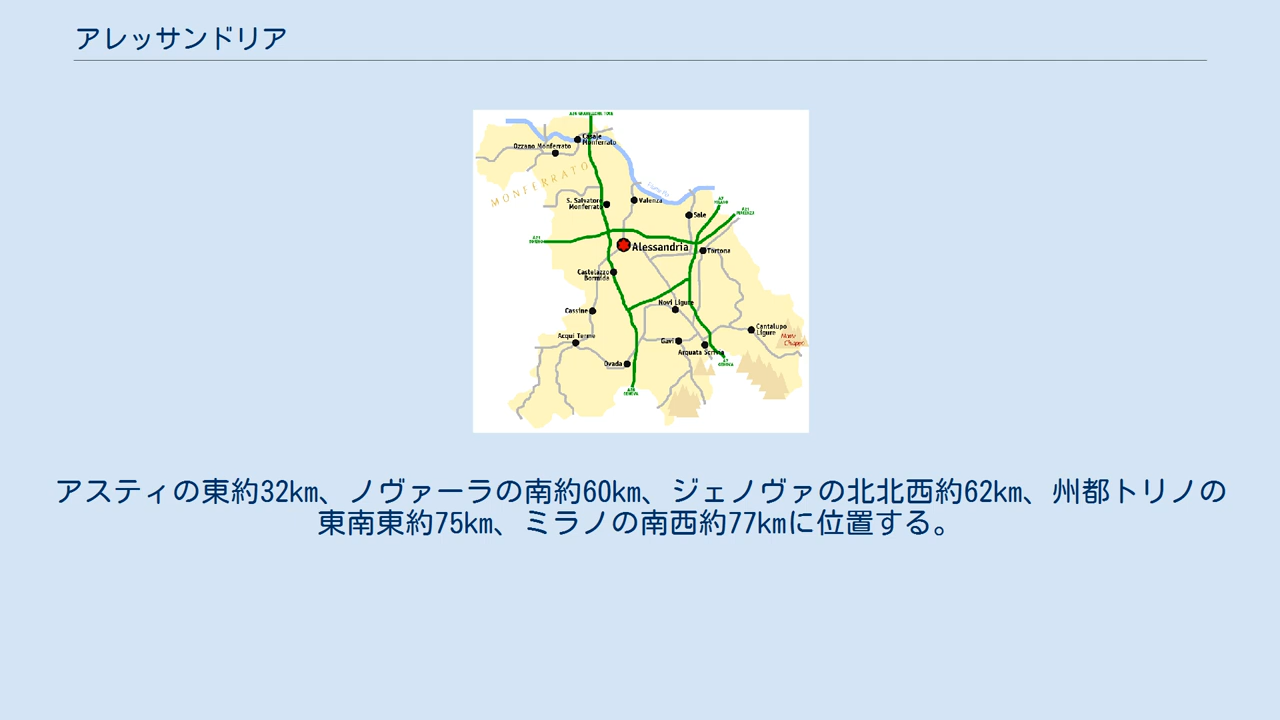 アレッサンドリア
Casale
Monferrato
Ozzano Monferrato
MONFERRATO
S. Salvatore
Monferrato
Valenza
Sale
Alessandria
Tortona
Castelazzo
Bormida
Novi Ligure
Cassine
Cantalupo
Ligure
Acqui Terme
Gavi
Arquata Scrivia
Ovada
アスティの東約32km、ノヴァーラの南約60km、ジェノヴァの北北西約62km、州都トリノの
東南東約75km、ミラノの南西約77kmに位置する。